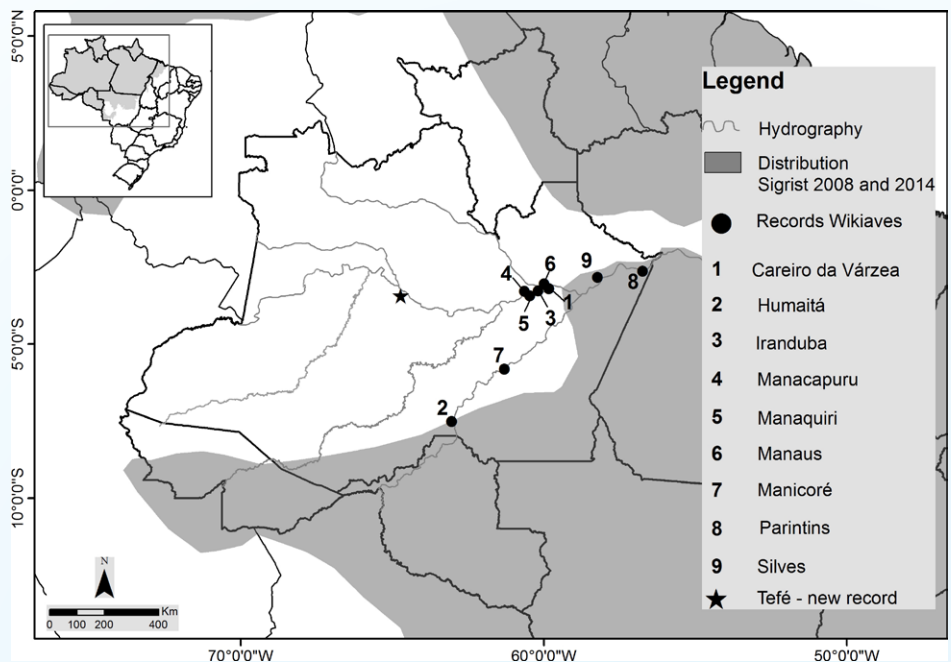 5°0'0"N
0°0'0"
5°0'0"S
10°0'0"S
6
9
4
8
5
3
1
7
2
N
Km
0 100 200 400
70°0'0"W
60°0'0"W
50°0'0"W
Legend
Hydrography
Distribution
Sigrist 2008 and 2014
Records Wikiaves
1 Careiro da Várzea
2 Humaitá
3 Iranduba
4 Manacapuru
5 Manaquiri
6 Manaus
7 Manicoré
8 Parintins
9 Silves
Tefé - new record